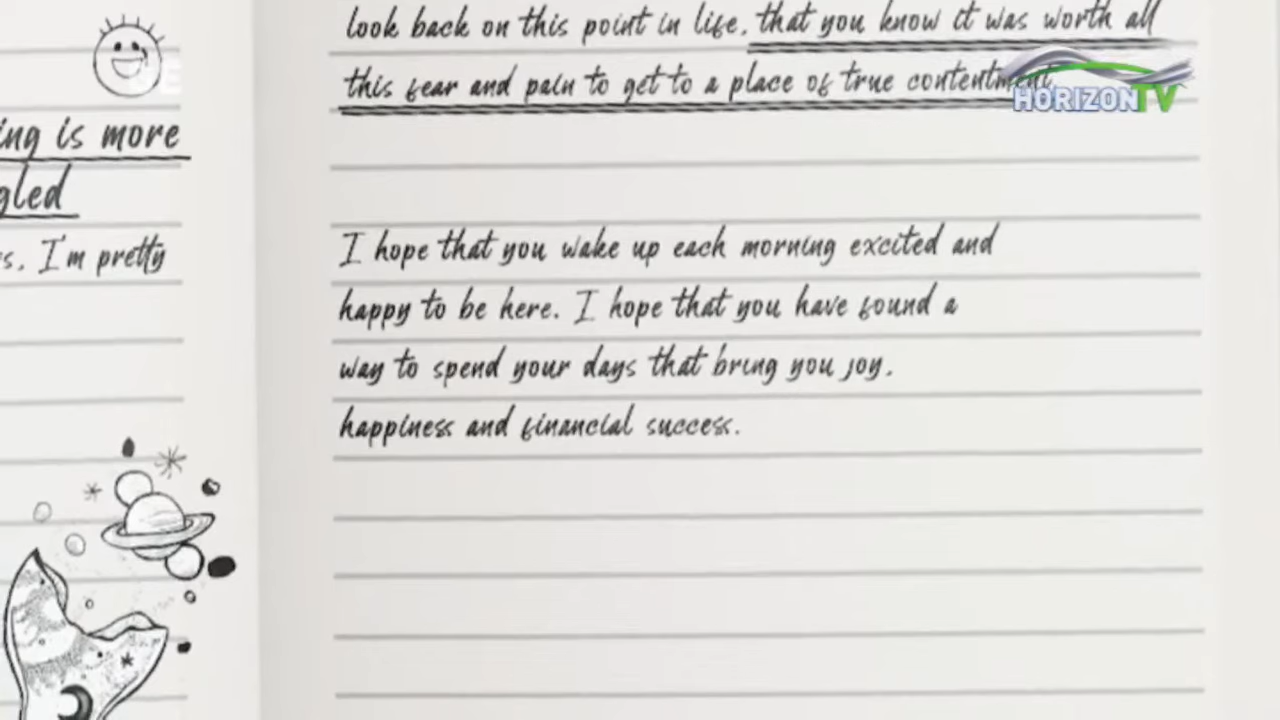 look back on this point in life, that you know it was worth all
this fear and pain to get to a place of true contentment.
HORIZON TV
ing is more
gled
s, I'm pretty
I hope that you wake up each morning excited and
happy to be here. I hope that you have found a
way to spend your days that bring you joy,
happiness and financial success.